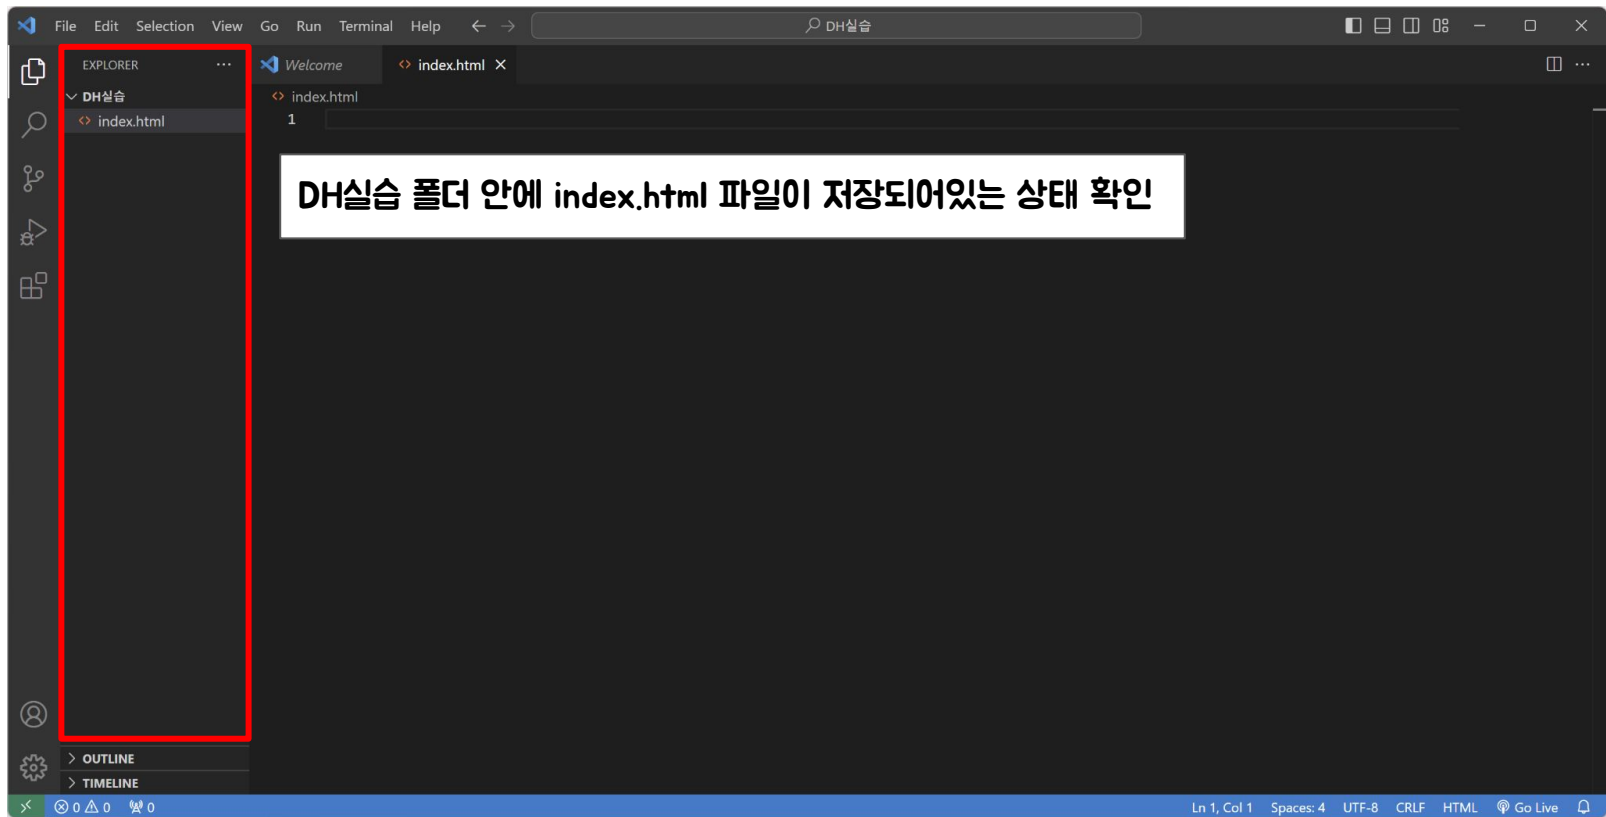 File Edit Selection View Go Run Terminal Help DH실습
EXPLORER
Welcome index.html
DH실습
index.html
index.html
1
DH실습 폴더 안에 index.html 파일이 저장되어있는 상태 확인
OUTLINE
TIMELINE
0 0 0 Ln 1, Col 1 Spaces: 4 UTF-8 CRLF HTML Go Live